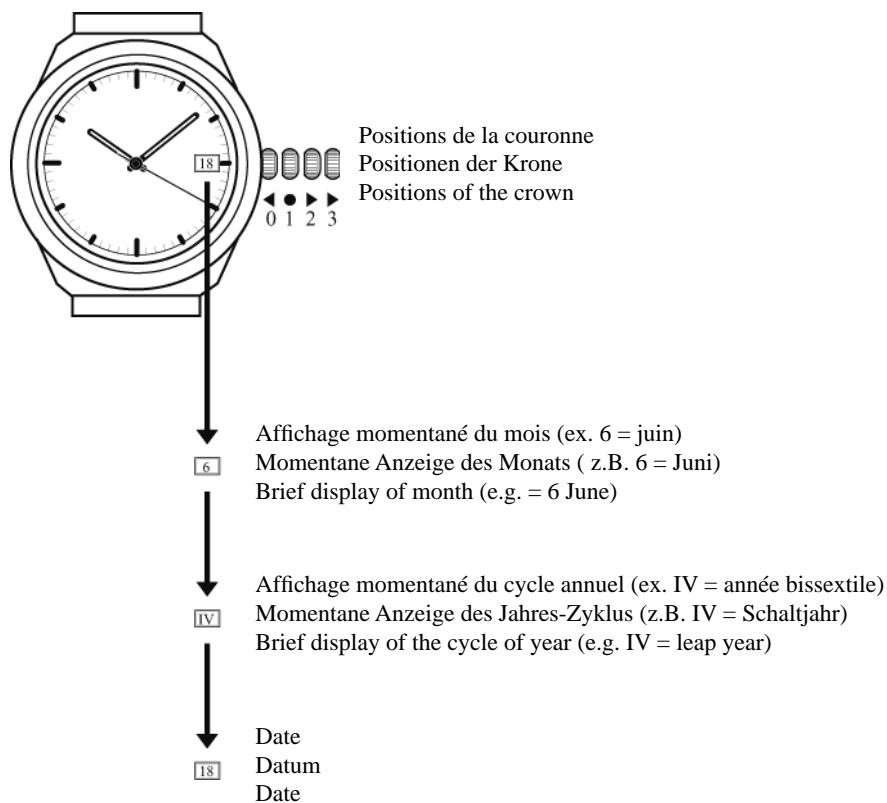 18
Positions de la couronne
Positionen der Krone
Positions of the crown
0 1 2 3
Affichage momentané du mois (ex. 6 = juin)
6
Momentane Anzeige des Monats ( z.B. 6 = Juni)
Brief display of month (e.g. = 6 June)
Affichage momentané du cycle annuel (ex. IV = année bissextile)
IV
Momentane Anzeige des Jahres-Zyklus (z.B. IV = Schaltjahr)
Brief display of the cycle of year (e.g. IV = leap year)
Date
18
Datum
Date